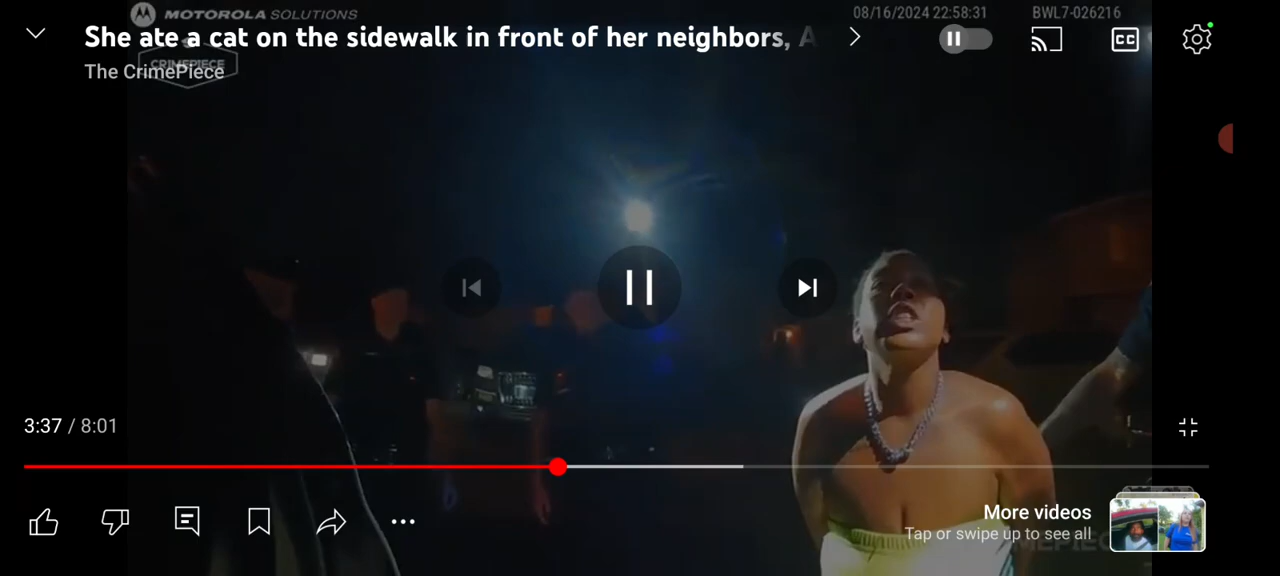 MOTOROLA SOLUTIONS
08/16/2024 22:58:31 BWL7-026216
She ate a cat on the sidewalk in front of her neighbors, A
CC
The CrimePiece
CRIMEPIECE
3:37 / 8:01
More videos
Tap or swipe up to see all